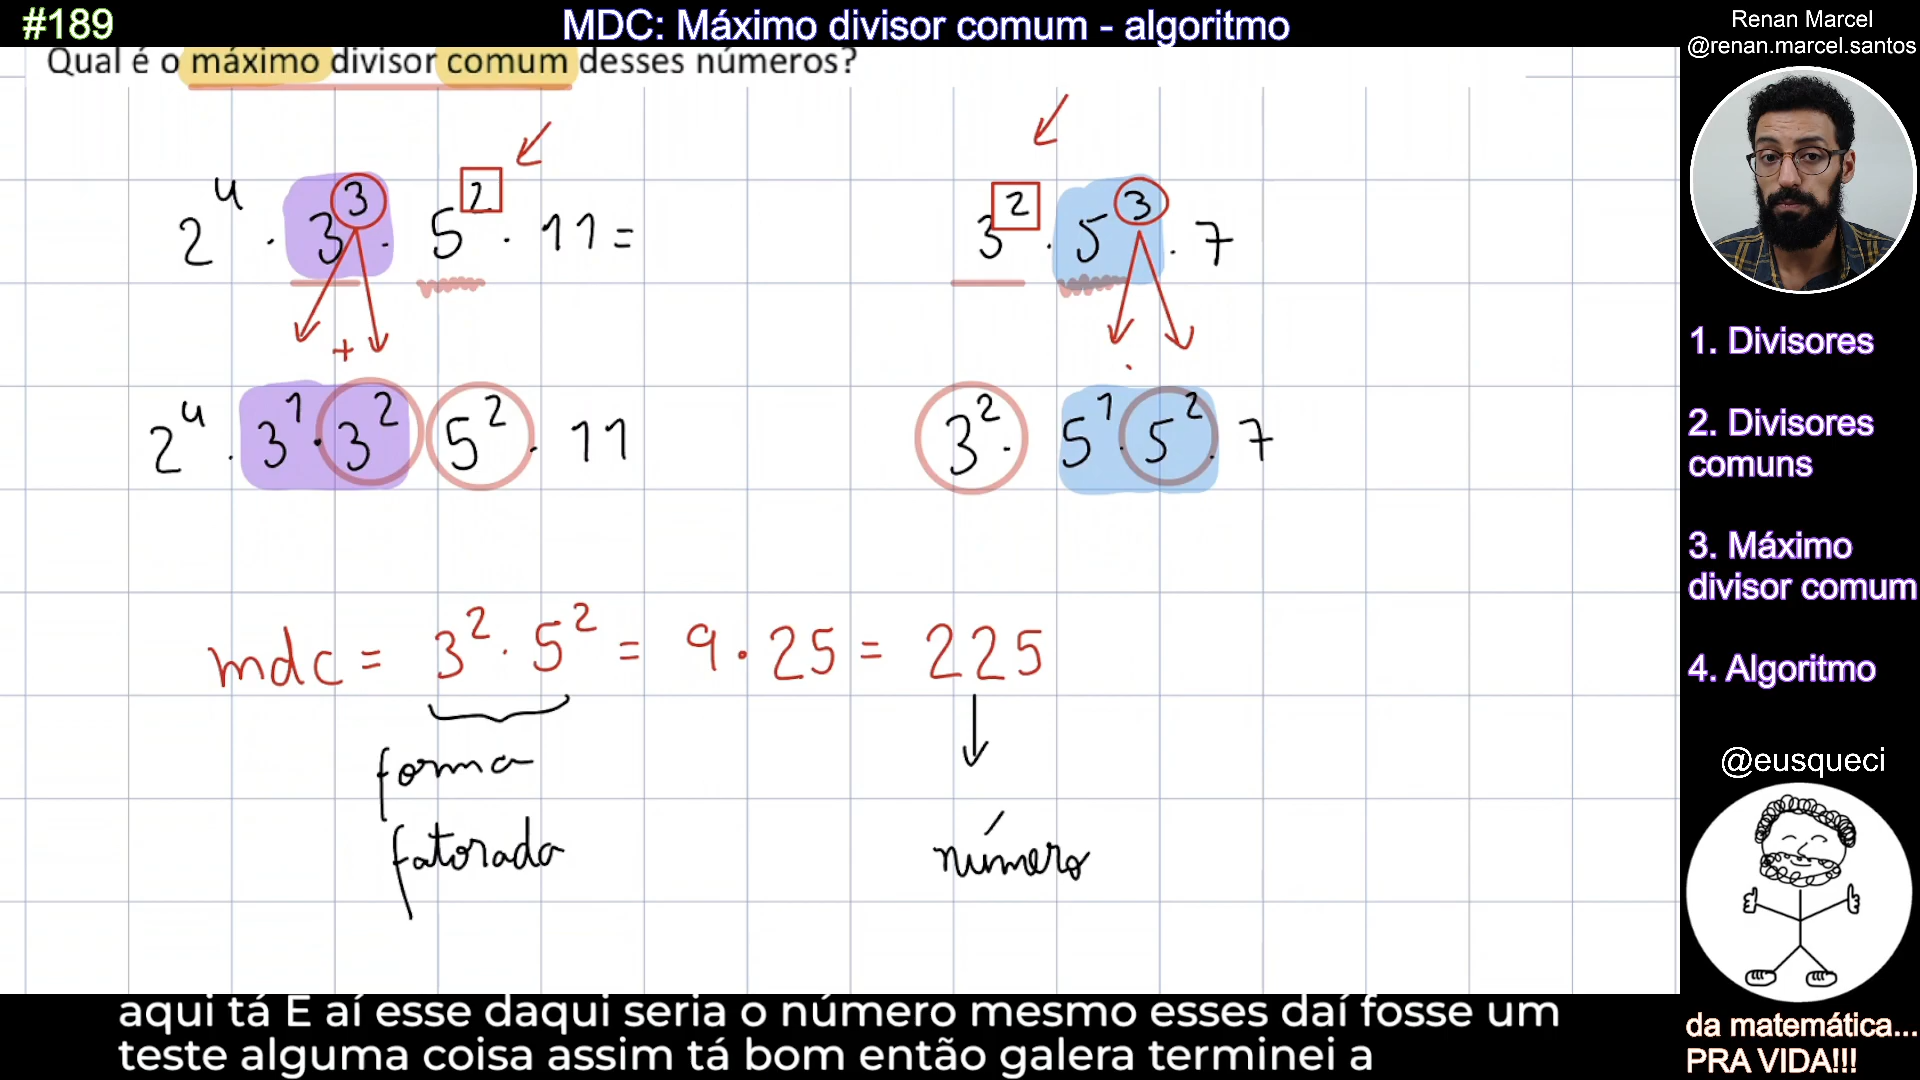 #189
MDC: Máximo divisor comum - algoritmo
Renan Marcel
@renan.marcel.santos
Qual é o máximo divisor comum desses números?
2⁴ · 3³ · 5² · 11 =
3² · 5³ · 7
+
2⁴ · 3¹ · 3² 5² · 11
3² · 5¹ · 5² · 7
mdc = 3² · 5² = 9 · 25 = 225
forma
fatorada
número
1. Divisores
2. Divisores
comuns
3. Máximo
divisor comum
4. Algoritmo
@eusqueci
da matemática...
PRA VIDA!!!
aqui tá E aí esse daqui seria o número mesmo esses daí fosse um
teste alguma coisa assim tá bom então galera terminei a